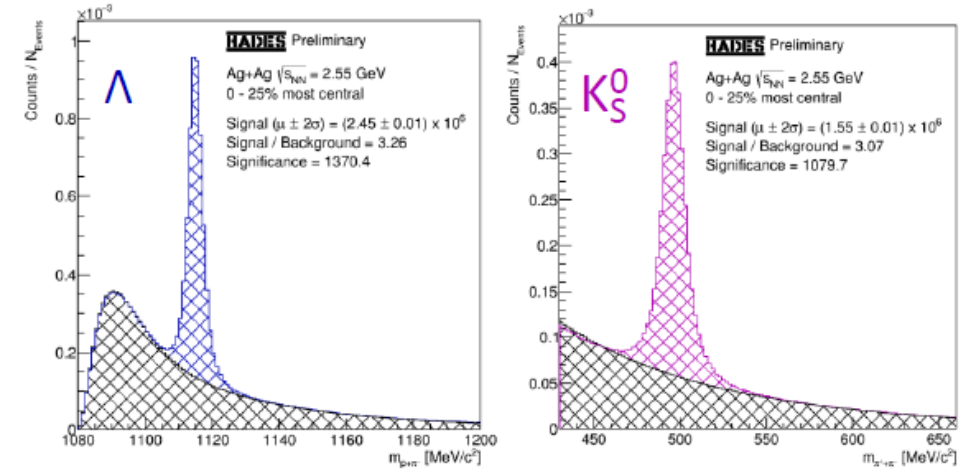 ×10⁻³
Counts / N_Events
Λ
HADES Preliminary
Ag+Ag √s_NN = 2.55 GeV
0 - 25% most central
Signal (μ ± 2σ) = (2.45 ± 0.01) x 10⁶
Signal / Background = 3.26
Significance = 1370.4
1
0.8
0.6
0.4
0.2
0
1080 1100 1120 1140 1160 1180 1200
m_p+π⁻ [MeV/c²]
×10⁻³
Counts / N_Events
K⁰_S
HADES Preliminary
Ag+Ag √s_NN = 2.55 GeV
0 - 25% most central
Signal (μ ± 2σ) = (1.55 ± 0.01) x 10⁶
Signal / Background = 3.07
Significance = 1079.7
0.4
0.35
0.3
0.25
0.2
0.15
0.1
0.05
0
450 500 550 600 650
m_π⁺π⁻ [MeV/c²]